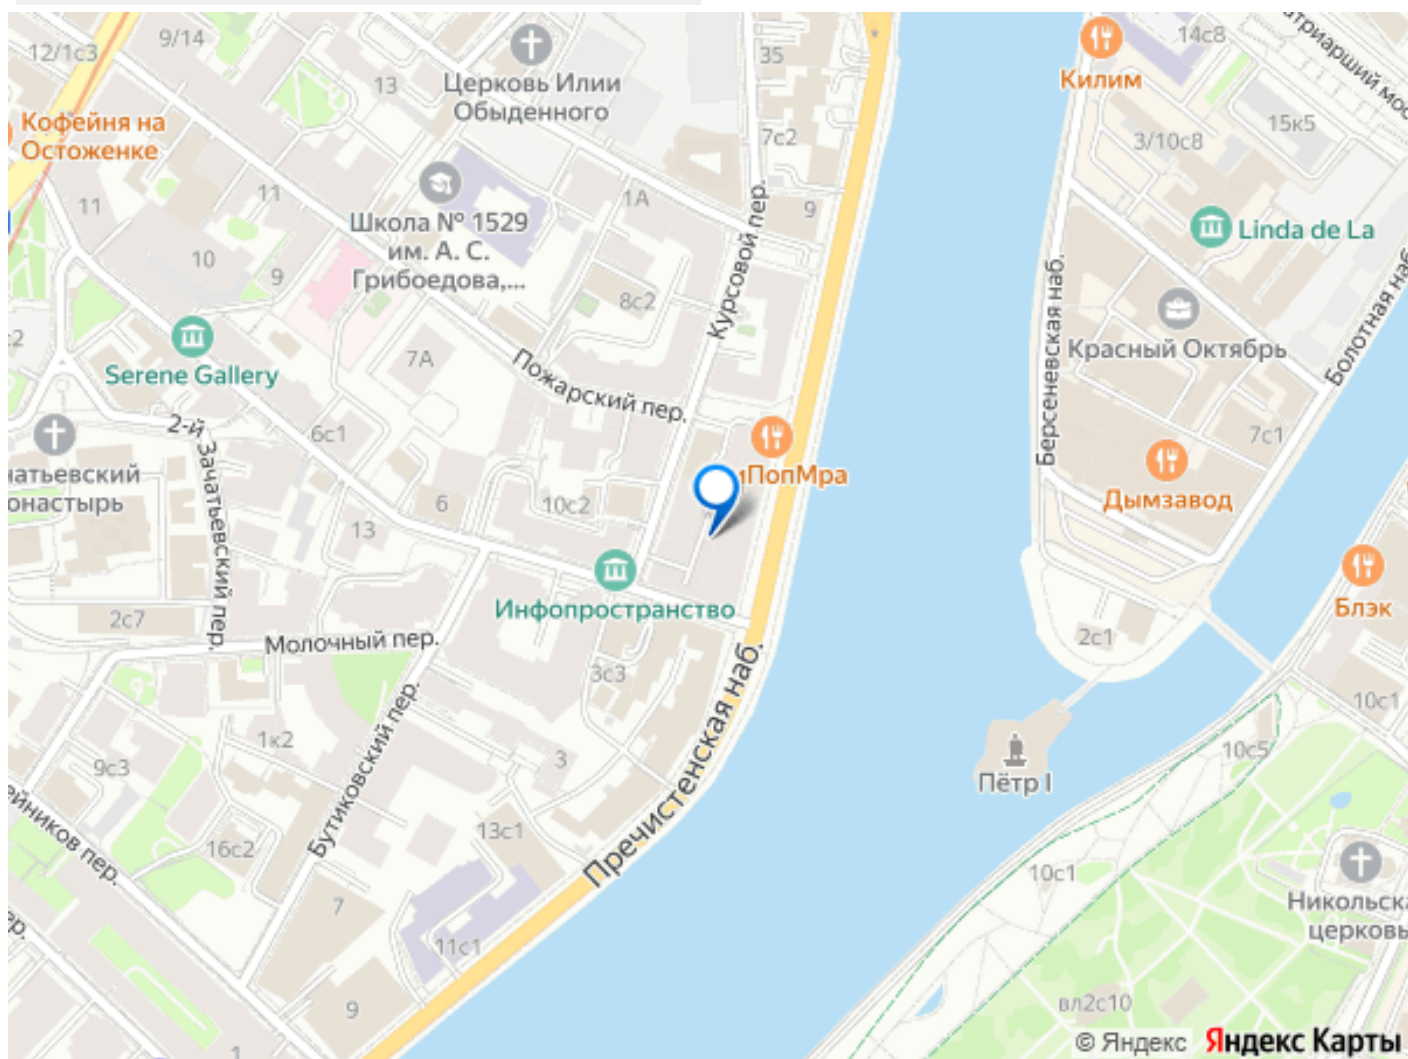 12/1с3
9/14
13
Церковь Илии
Обыденного
35
7с2
Килим
14с8
15к5
3/10с8
Кофейня на
Остоженке
11
11
Школа № 1529
им. А. С.
Грибоедова,...
1А
9
Курсовой пер.
Linda de La
10
9
8с2
Берсеневская наб.
Красный Октябрь
Болотная наб.
Serene Gallery
7А
Пожарский пер.
6с1
7с1
2-й Зачатьевский пер.
6
10с2
13
Дымзавод
Инфопространство
Блэк
2с7
Молочный пер.
3с3
2с1
Пречистенская наб.
10с1
1к2
9с3
3
Бутиковский пер.
10с5
Пётр I
13с1
16с2
10с1
7
11с1
9
вл2с10
1
© Яндекс
Яндекс Карты